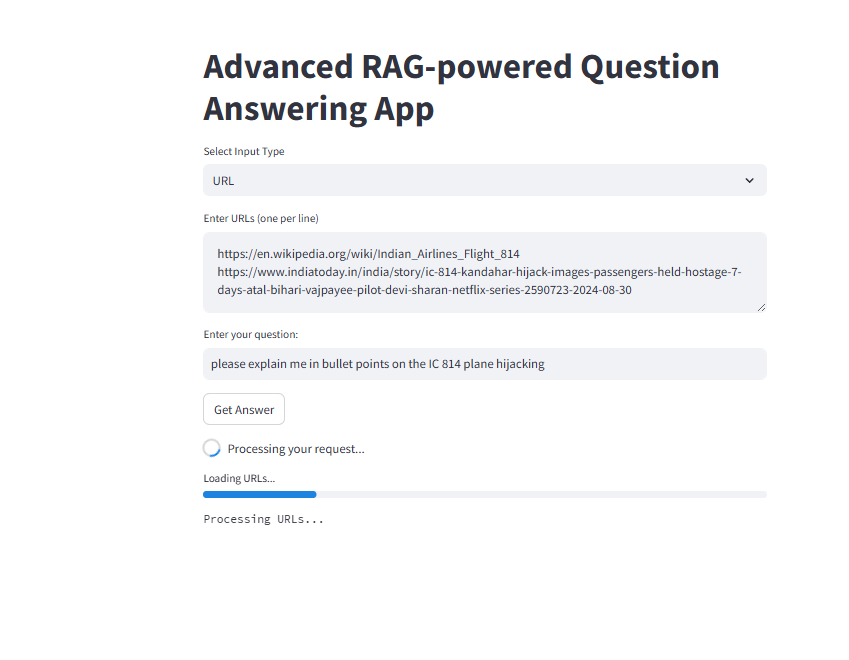 Advanced RAG-powered Question
Answering App
Select Input Type
URL
Enter URLs (one per line)
https://en.wikipedia.org/wiki/Indian_Airlines_Flight_814
https://www.indiatoday.in/india/story/ic-814-kandahar-hijack-images-passengers-held-hostage-7-
days-atal-bihari-vajpayee-pilot-devi-sharan-netflix-series-2590723-2024-08-30
Enter your question:
please explain me in bullet points on the IC 814 plane hijacking
Get Answer
Processing your request...
Loading URLs...
Processing URLs...